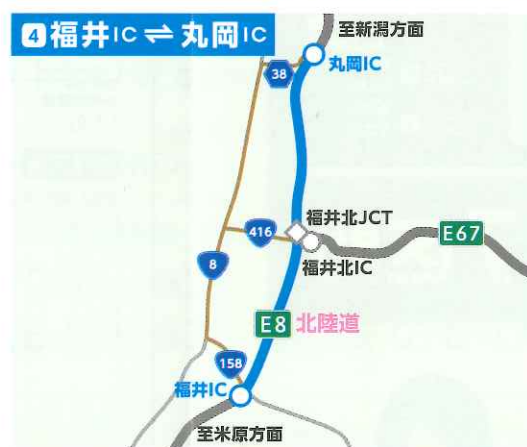 4 福井IC ⇌ 丸岡IC
至新潟方面
38
丸岡IC
福井北JCT
416
E67
福井北IC
8
E8 北陸道
158
福井IC
至米原方面